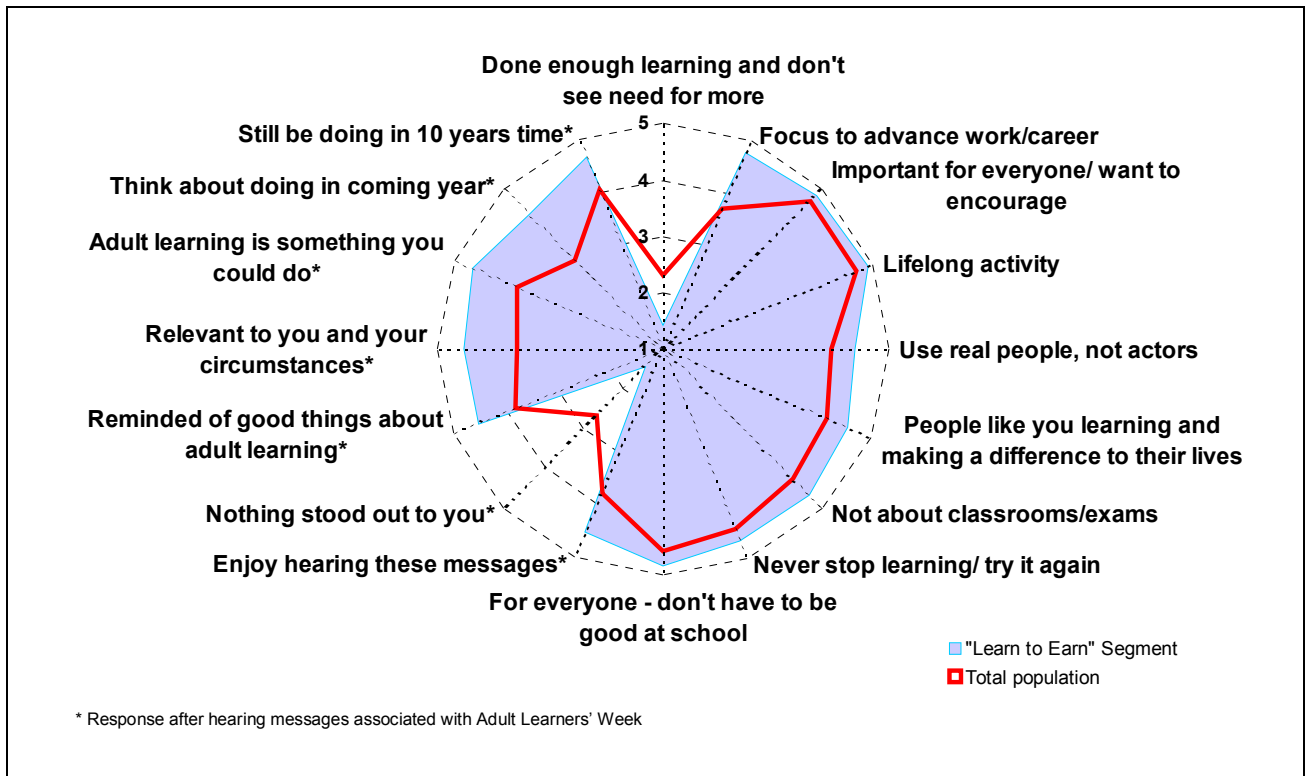 Done enough learning and don't
see need for more
Still be doing in 10 years time*
Focus to advance work/career
Think about doing in coming year*
Important for everyone/ want to
encourage
Adult learning is something you
could do*
Lifelong activity
Relevant to you and your
circumstances*
Use real people, not actors
Reminded of good things about
adult learning*
People like you learning and
making a difference to their lives
Nothing stood out to you*
Not about classrooms/exams
Enjoy hearing these messages*
Never stop learning/ try it again
For everyone - don't have to be
good at school
5
4
3
2
1
"Learn to Earn" Segment
Total population
* Response after hearing messages associated with Adult Learners’ Week